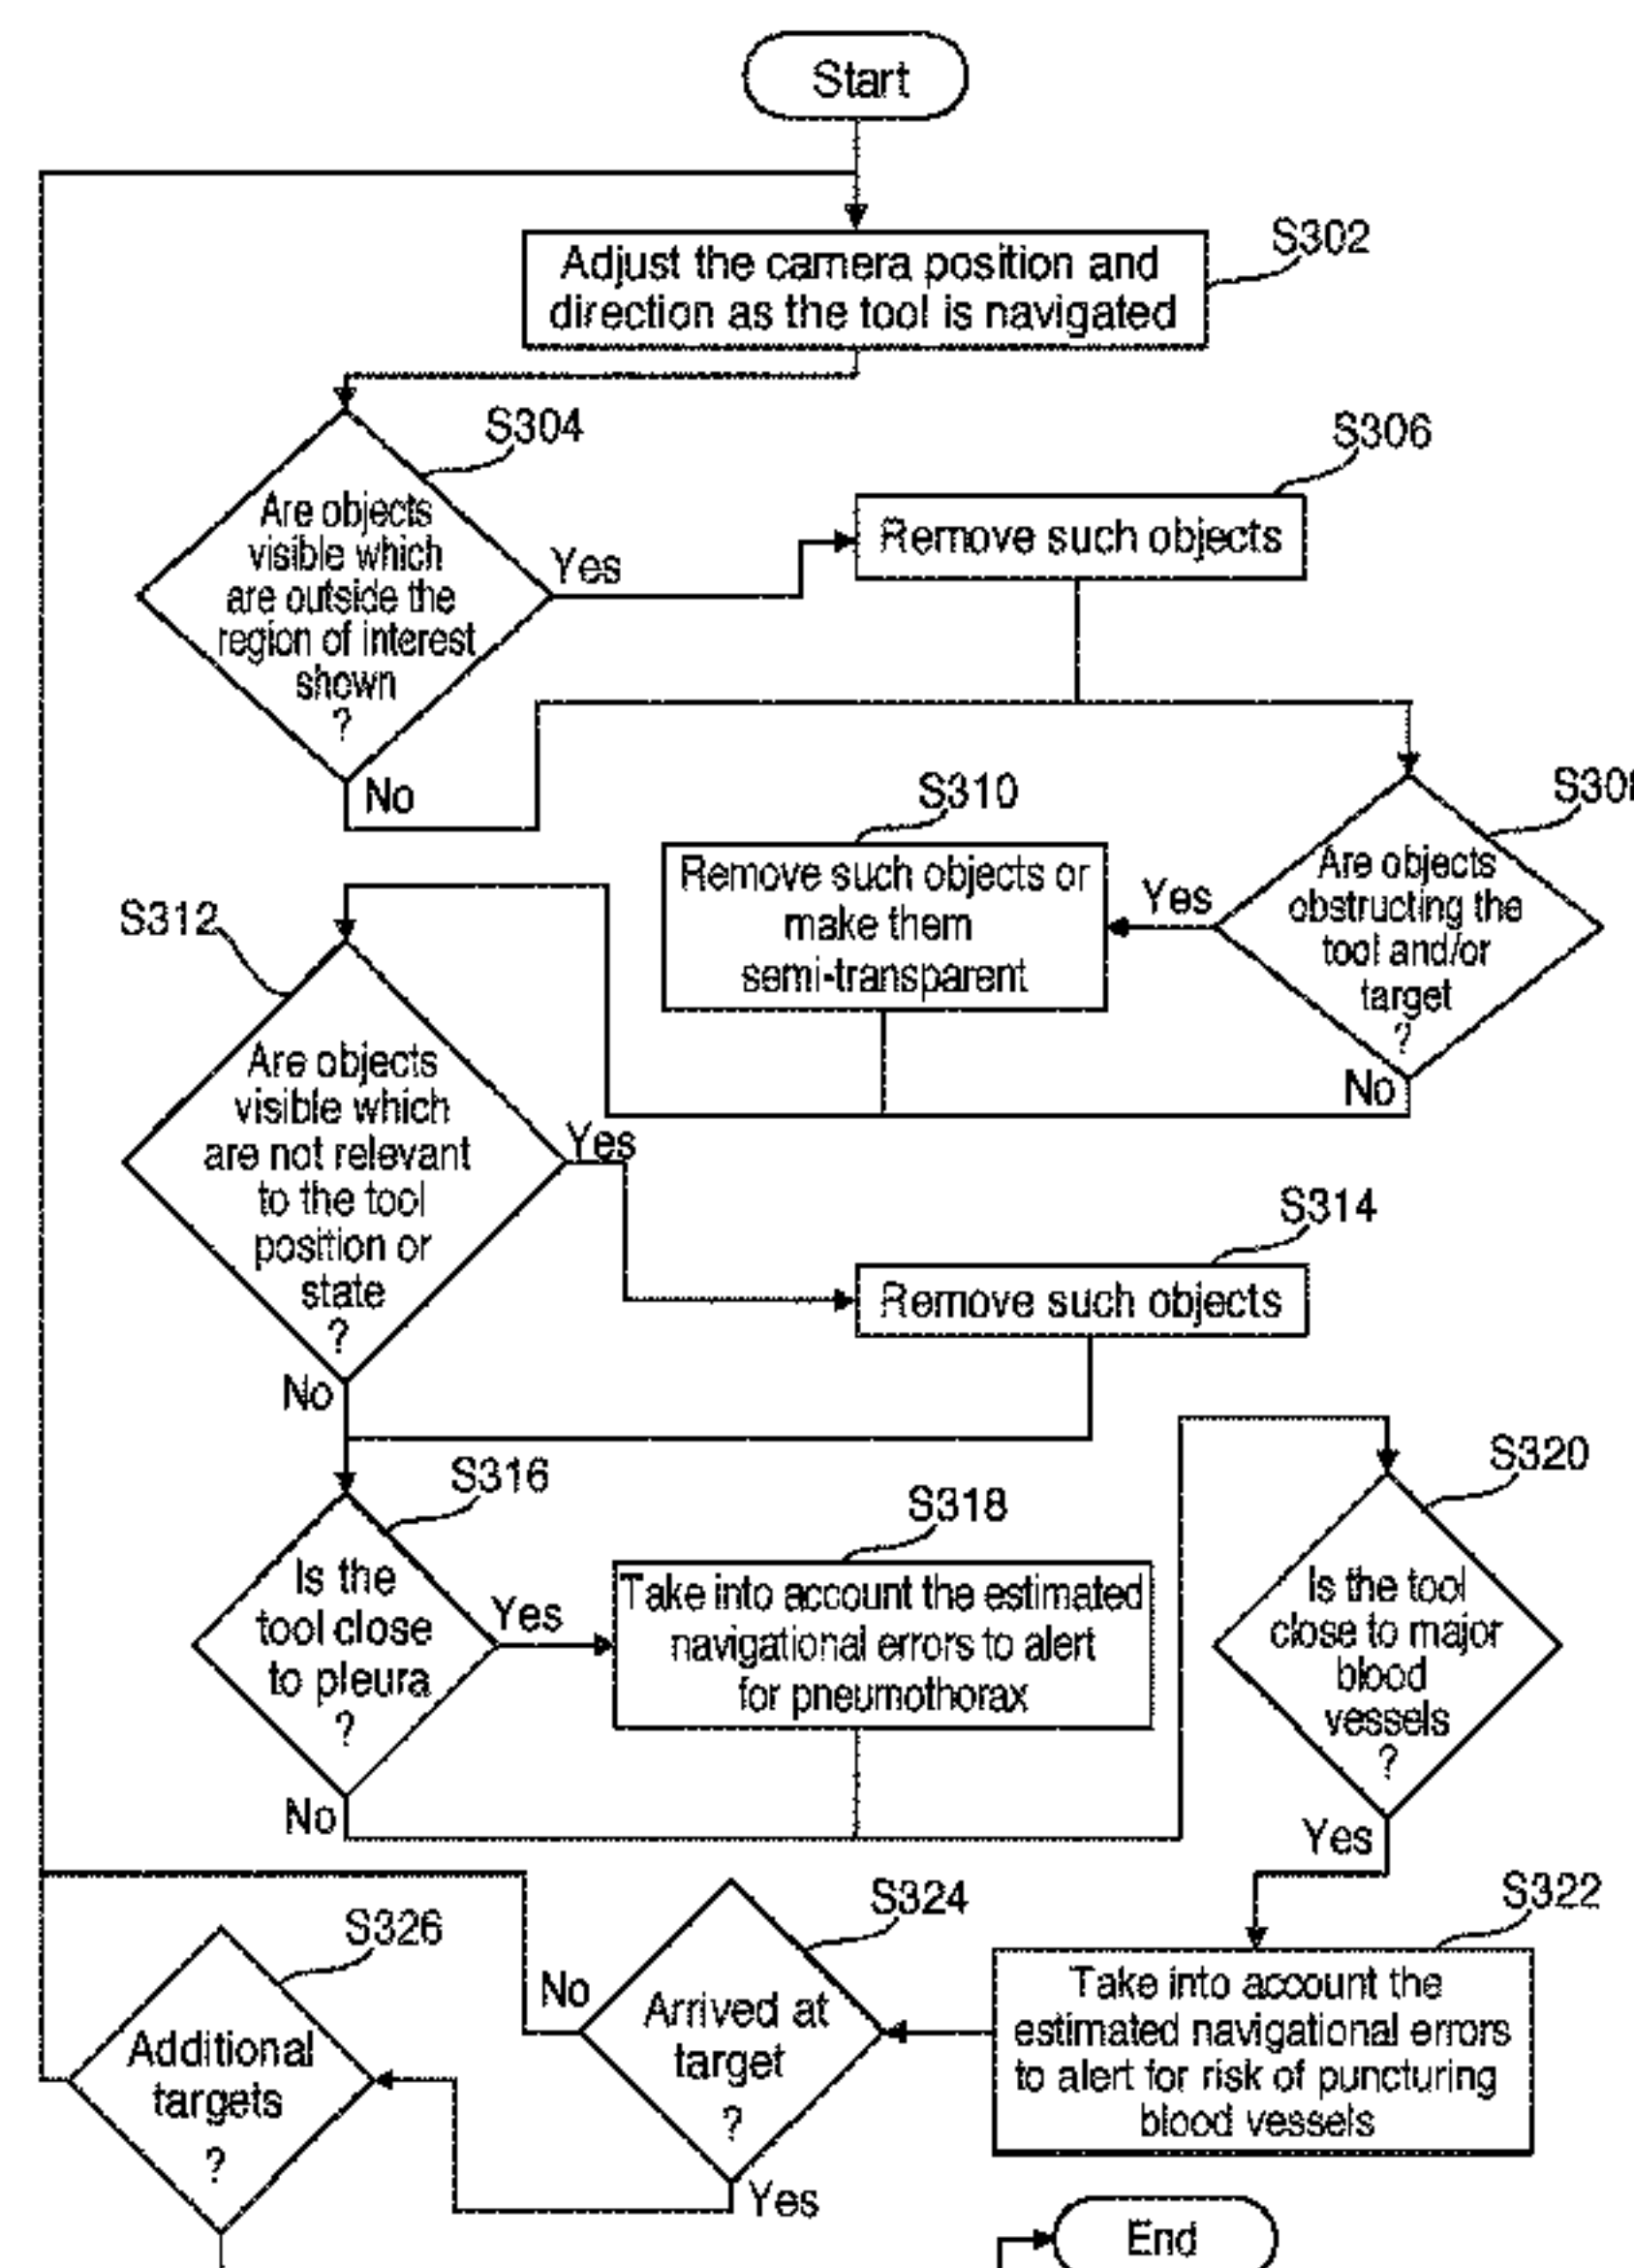 Start
S302
Adjust the camera position and
direction as the tool is navigated
S304
Are objects
visible which
are outside the
region of interest
shown
?
Yes
No
S306
Remove such objects
S308
Are objects
obstructing the
tool and/or
target
?
Yes
No
S310
Remove such objects or
make them
semi-transparent
S312
Are objects
visible which
are not relevant
to the tool
position or
state
?
Yes
No
S314
Remove such objects
S316
Is the
tool close
to pleura
?
Yes
No
S318
Take into account the estimated
navigational errors to alert
for pneumothorax
S320
Is the tool
close to major
blood
vessels
?
Yes
S322
Take into account the
estimated navigational errors
to alert for risk of puncturing
blood vessels
S324
Arrived at
target
?
No
Yes
S326
Additional
targets
?
End